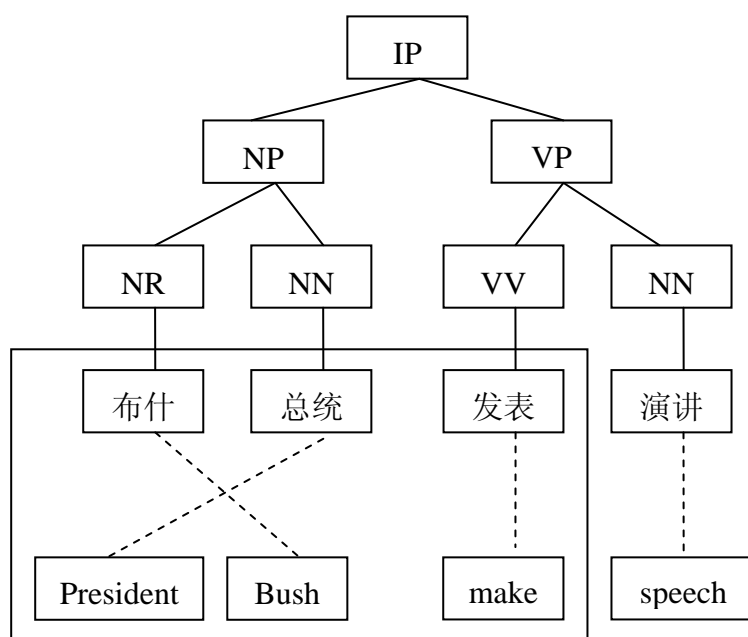 IP
NP VP
NR NN VV NN
布什 总统 发表 演讲
President Bush make speech